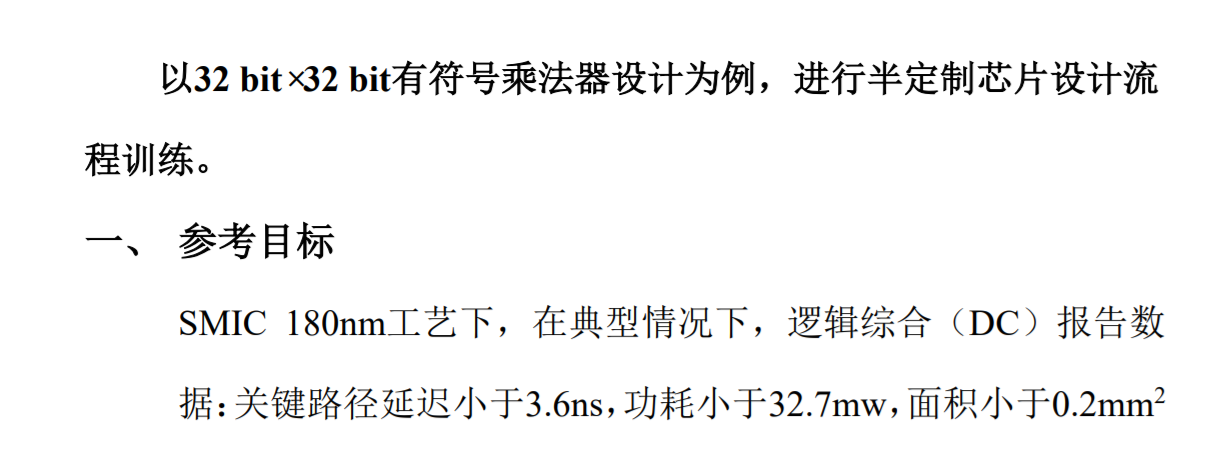 以32 bit×32 bit有符号乘法器设计为例，进行半定制芯片设计流
程训练。
一、 参考目标
SMIC 180nm工艺下，在典型情况下，逻辑综合（DC）报告数
据：关键路径延迟小于3.6ns，功耗小于32.7mw，面积小于0.2mm²